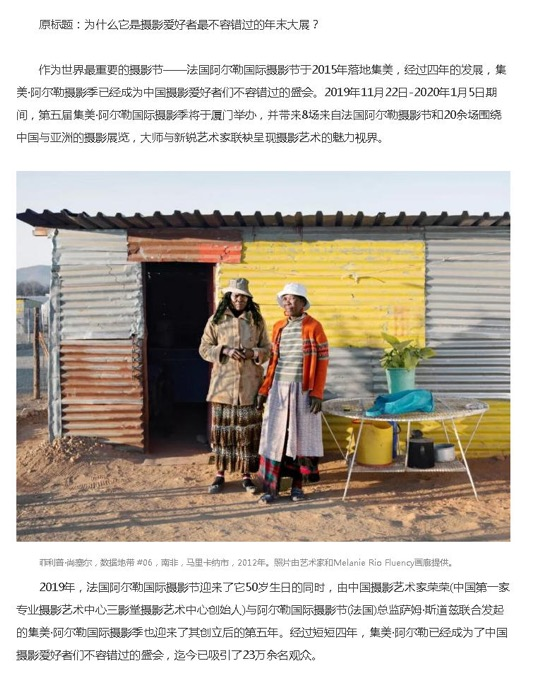 原标题：为什么它是摄影爱好者最不容错过的年末大展？
作为世界最重要的摄影节——法国阿尔勒国际摄影节于2015年落地集美，经过四年的发展，集
美·阿尔勒摄影季已经成为中国摄影爱好者们不容错过的盛会。2019年11月22日-2020年1月5日期
间，第五届集美·阿尔勒国际摄影季将于厦门举办，并带来8场来自法国阿尔勒摄影节和20余场围绕
中国与亚洲的摄影展览，大师与新锐艺术家联袂呈现摄影艺术的魅力视界。
菲利普·尚塞尔，数据地带 #06，南非，马里卡纳市，2012年。照片由艺术家和Melanie Rio Fluency画廊提供。
2019年，法国阿尔勒国际摄影节迎来了它50岁生日的同时，由中国摄影艺术家荣荣(中国第一家
专业摄影艺术中心三影堂摄影艺术中心创始人)与阿尔勒国际摄影节(法国)总监萨姆·斯道兹联合发起
的集美·阿尔勒国际摄影季也迎来了其创立后的第五年。经过短短四年，集美·阿尔勒已经成为了中国
摄影爱好者们不容错过的盛会，迄今已吸引了23万余名观众。